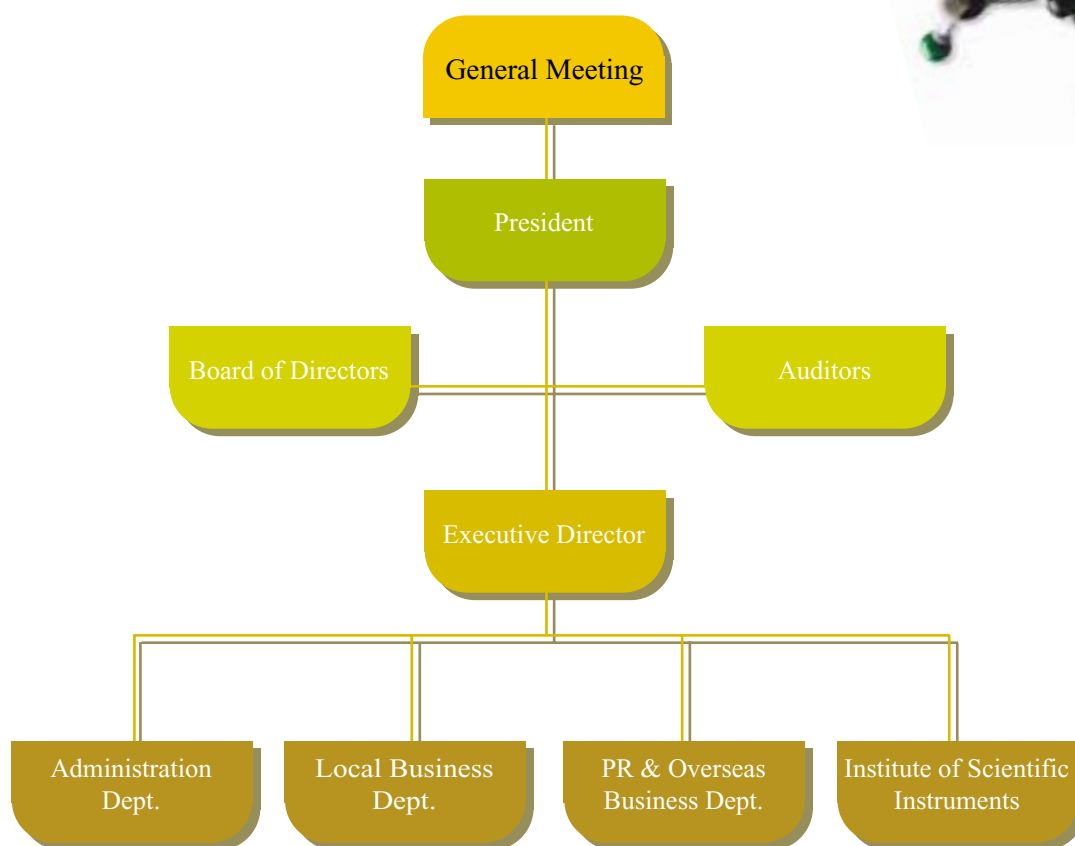 General Meeting
President
Board of Directors
Auditors
Executive Director
Administration
Dept.
Local Business
Dept.
PR & Overseas
Business Dept.
Institute of Scientific
Instruments